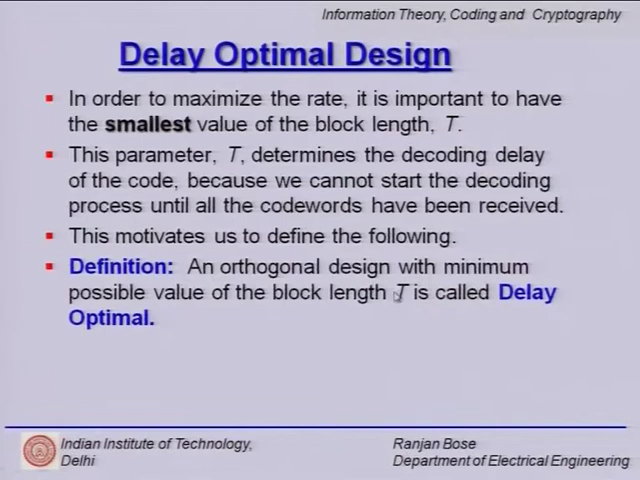 Information Theory, Coding and Cryptography
Delay Optimal Design
In order to maximize the rate, it is important to have
the smallest value of the block length, T.
This parameter, T, determines the decoding delay
of the code, because we cannot start the decoding
process until all the codewords have been received.
This motivates us to define the following.
Definition: An orthogonal design with minimum
possible value of the block length T is called Delay
Optimal.
Indian Institute of Technology,
Delhi
Ranjan Bose
Department of Electrical Engineering